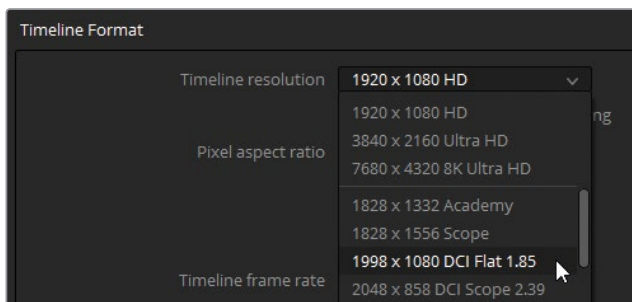 Timeline Format
Timeline resolution 1920 x 1080 HD
1920 x 1080 HD
ng
3840 x 2160 Ultra HD
Pixel aspect ratio
7680 x 4320 8K Ultra HD
1828 x 1332 Academy
1828 x 1556 Scope
1998 x 1080 DCI Flat 1.85
Timeline frame rate
2048 x 858 DCI Scope 2.39